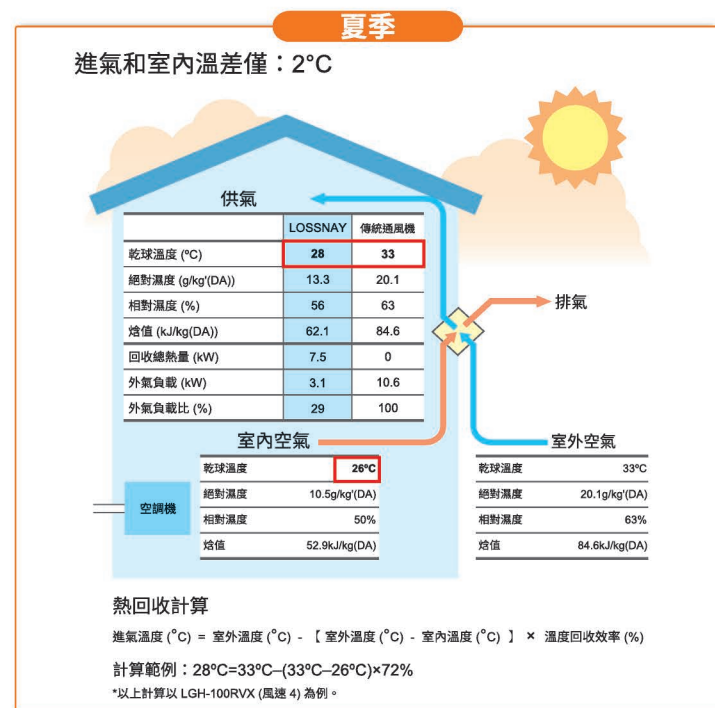 夏季
進氣和室內溫差僅：2°C
供氣
LOSSNAY 傳統通風機
乾球溫度 (ºC) 28 33
絕對濕度 (g/kg'(DA)) 13.3 20.1
相對濕度 (%) 56 63
焓值 (kJ/kg(DA)) 62.1 84.6
回收總熱量 (kW) 7.5 0
外氣負載 (kW) 3.1 10.6
外氣負載比 (%) 29 100
排氣
室內空氣
乾球溫度 26ºC
絕對濕度 10.5g/kg'(DA)
相對濕度 50%
焓值 52.9kJ/kg(DA)
空調機
室外空氣
乾球溫度 33ºC
絕對濕度 20.1g/kg'(DA)
相對濕度 63%
焓值 84.6kJ/kg(DA)
熱回收計算
進氣溫度 (°C) = 室外溫度 (°C) - 【 室外溫度 (°C) - 室內溫度 (°C) 】 × 溫度回收效率 (%)
計算範例：28ºC=33ºC–(33ºC–26ºC)×72%
*以上計算以 LGH-100RVX (風速 4) 為例。